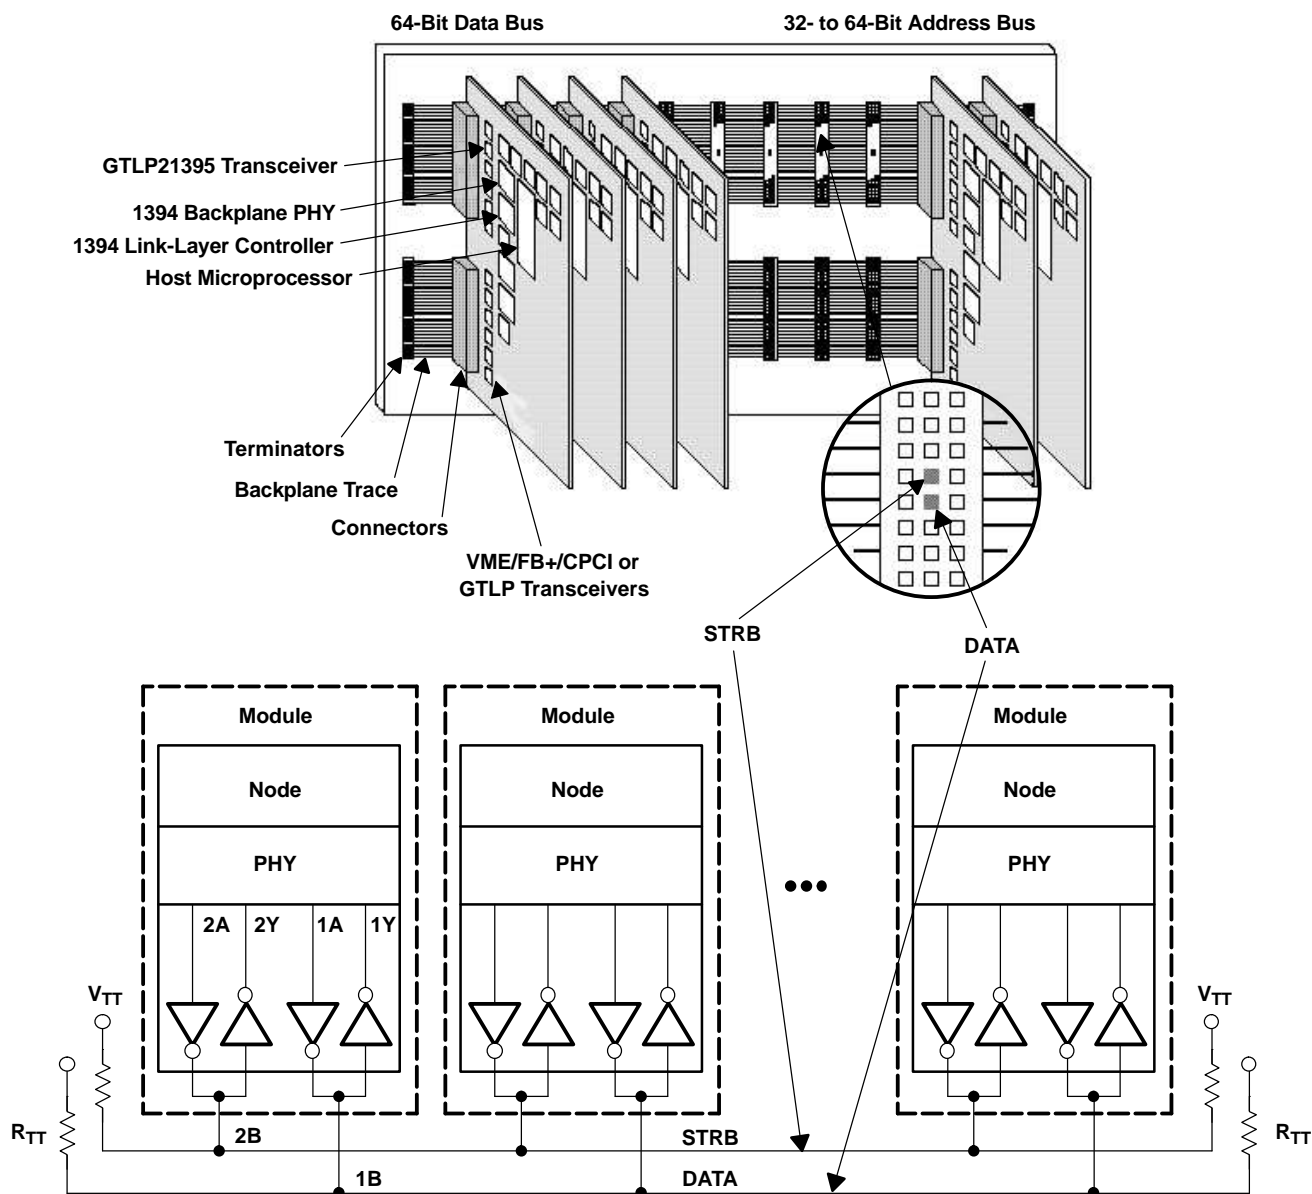 64-Bit Data Bus
32- to 64-Bit Address Bus
GTLP21395 Transceiver
1394 Backplane PHY
1394 Link-Layer Controller
Host Microprocessor
Terminators
Backplane Trace
Connectors
VME/FB+/CPCI or
GTLP Transceivers
STRB
DATA
Module
Module
Module
Node
Node
Node
PHY
PHY
PHY
2A 2Y 1A 1Y
VTT
VTT
RTT
RTT
2B
STRB
1B
DATA